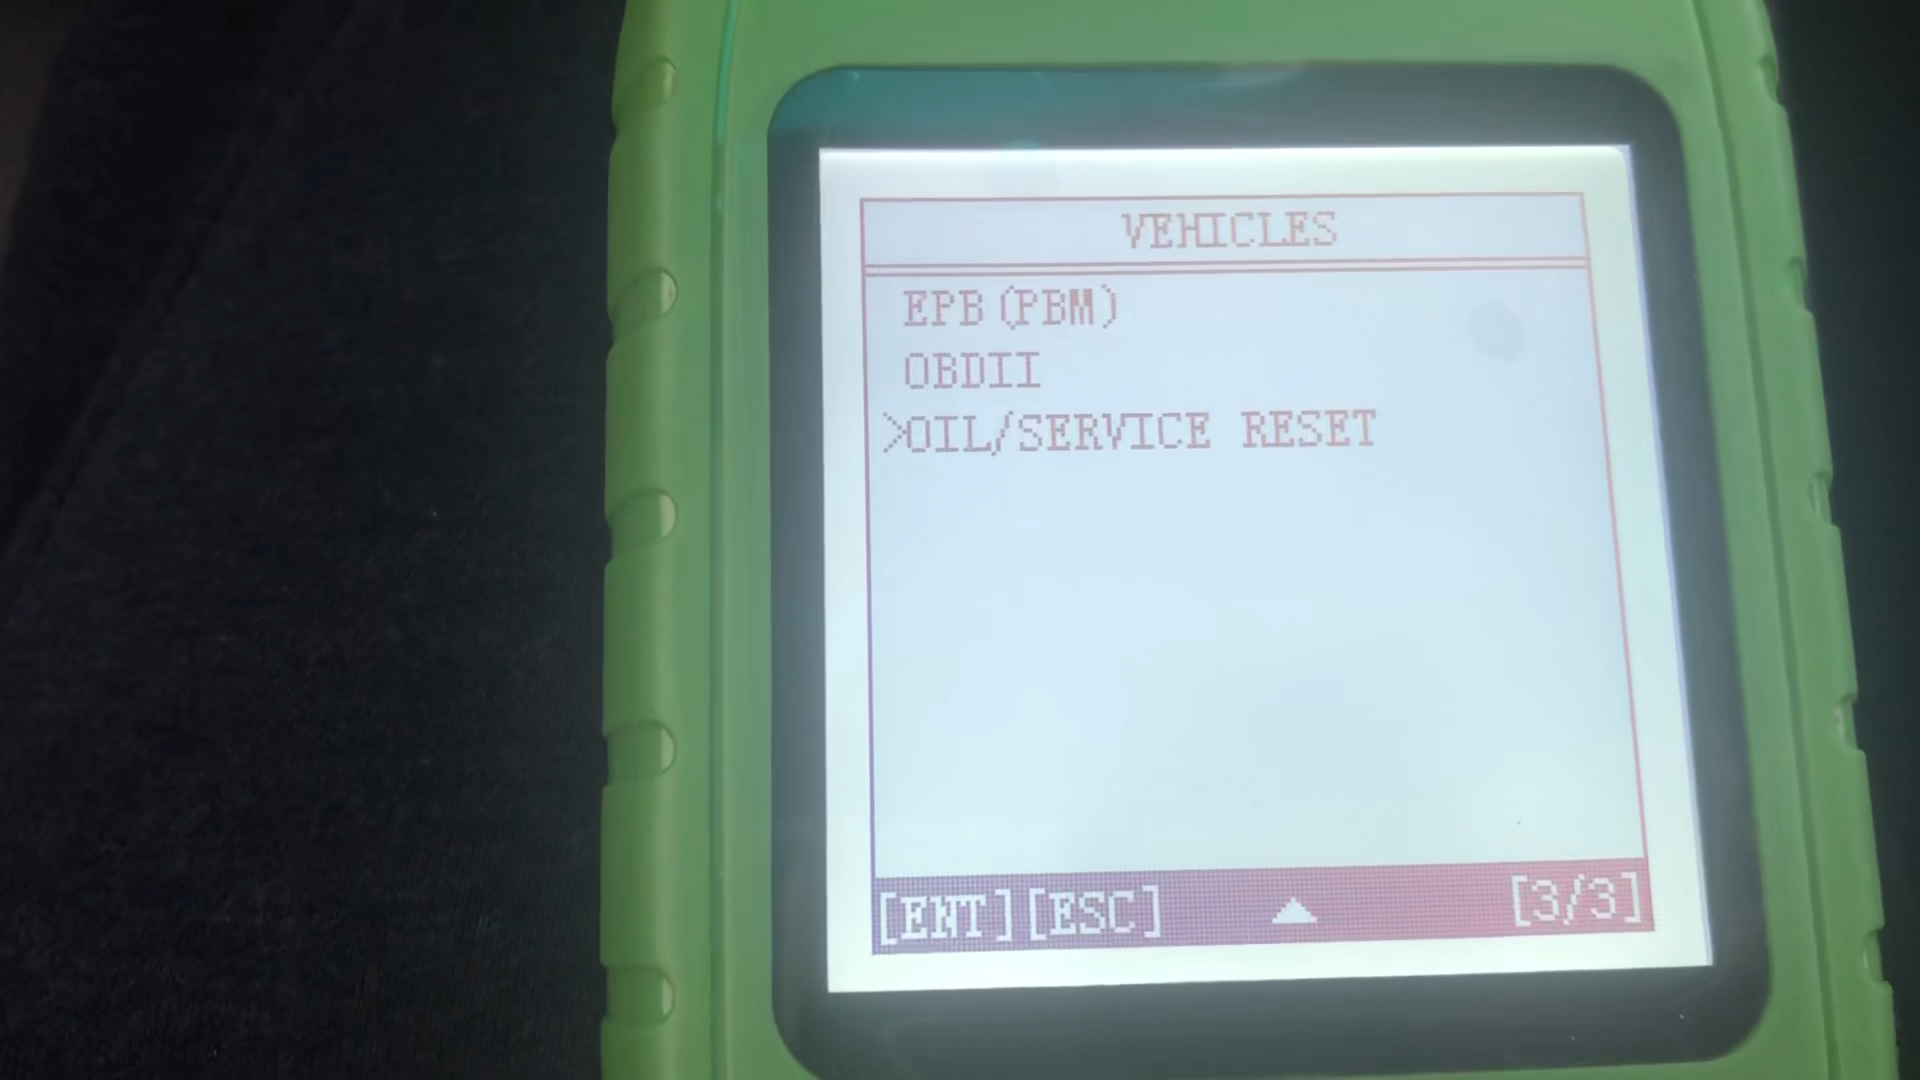 VEHICLES
EPB(PBM)
OBDII
>OIL/SERVICE RESET
[ENT][ESC] [3/3]